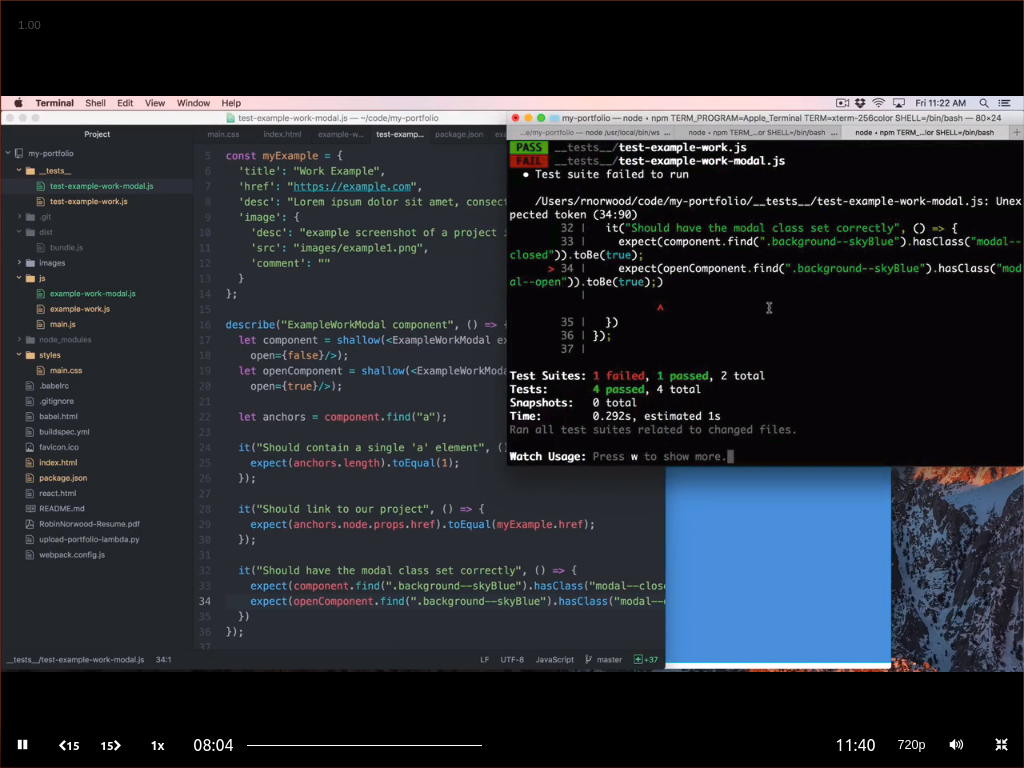 1.00
Terminal Shell Edit View Window Help
Fri 11:22 AM
test-example-work-modal.js — ~/code/my-portfolio
my-portfolio — node • npm TERM_PROGRAM=Apple_Terminal TERM=xterm-256color SHELL=/bin/bash — 80×24
Project
main.css index.html example-w... test-examp... package.json
...e/my-portfolio — node /usr/local/bin/ws ...
node • npm TERM_...or SHELL=/bin/bash ...
node • npm TERM_...lor SHELL=/bin/bash
my-portfolio
__tests__
test-example-work-modal.js
test-example-work.js
.git
dist
bundle.js
images
js
example-work-modal.js
example-work.js
main.js
node_modules
styles
main.css
.babelrc
.gitignore
babel.html
buildspec.yml
favicon.ico
index.html
package.json
react.html
README.md
RobinNorwood-Resume.pdf
upload-portfolio-lambda.py
webpack.config.js
5 const myExample = {
6 'title': "Work Example",
7 'href': "https://example.com",
8 'desc': "Lorem ipsum dolor sit amet, consect
9 'image': {
10 'desc': "example screenshot of a project
11 'src': "images/example1.png",
12 'comment': ""
13 }
14 };
15
16 describe("ExampleWorkModal component", () => {
17 let component = shallow(<ExampleWorkModal ex
18 open={false}/>);
19 let openComponent = shallow(<ExampleWorkModa
20 open={true}/>);
21
22 let anchors = component.find("a");
23
24 it("Should contain a single 'a' element", (
25 expect(anchors.length).toEqual(1);
26 });
27
28 it("Should link to our project", () => {
29 expect(anchors.node.props.href).toEqual(myExample.href);
30 });
31
32 it("Should have the modal class set correctly", () => {
33 expect(component.find(".background--skyBlue").hasClass("modal--close
34 expect(openComponent.find(".background--skyBlue").hasClass("modal--o
35 })
36 });
37
PASS __tests__/test-example-work.js
FAIL __tests__/test-example-work-modal.js
● Test suite failed to run
/Users/rnorwood/code/my-portfolio/__tests__/test-example-work-modal.js: Unex
pected token (34:90)
32 | it("Should have the modal class set correctly", () => {
33 | expect(component.find(".background--skyBlue").hasClass("modal--
closed")).toBe(true);
> 34 | expect(openComponent.find(".background--skyBlue").hasClass("mod
al--open")).toBe(true);)
|
^
35 | })
36 | });
37 |
Test Suites: 1 failed, 1 passed, 2 total
Tests: 4 passed, 4 total
Snapshots: 0 total
Time: 0.292s, estimated 1s
Ran all test suites related to changed files.
Watch Usage: Press w to show more.
__tests__/test-example-work-modal.js 34:1
LF UTF-8 JavaScript master +37
15 15 1x 08:04
11:40 720p